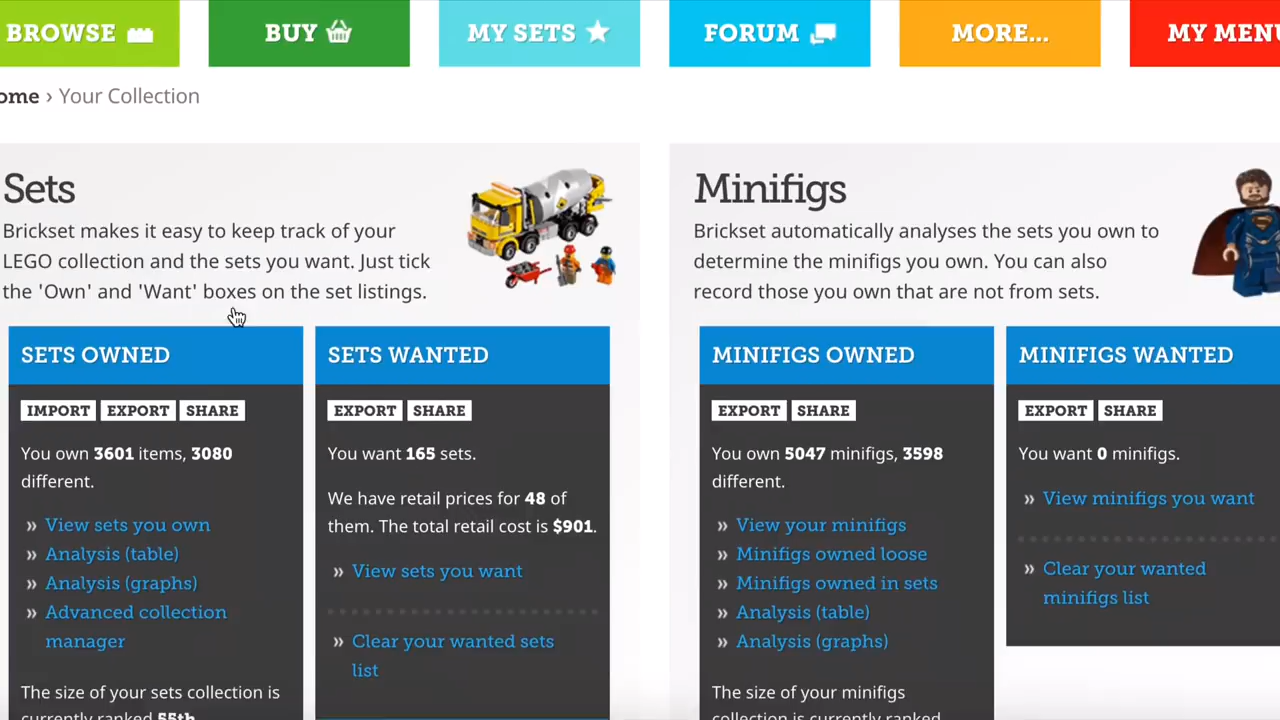 BROWSE
BUY
MY SETS
FORUM
MORE...
MY MENU
ome › Your Collection
Sets
Brickset makes it easy to keep track of your
LEGO collection and the sets you want. Just tick
the 'Own' and 'Want' boxes on the set listings.
SETS OWNED
IMPORT EXPORT SHARE
You own 3601 items, 3080
different.
» View sets you own
» Analysis (table)
» Analysis (graphs)
» Advanced collection
manager
The size of your sets collection is
currently ranked 55th
SETS WANTED
EXPORT SHARE
You want 165 sets.
We have retail prices for 48 of
them. The total retail cost is $901.
» View sets you want
» Clear your wanted sets
list
Minifigs
Brickset automatically analyses the sets you own to
determine the minifigs you own. You can also
record those you own that are not from sets.
MINIFIGS OWNED
EXPORT SHARE
You own 5047 minifigs, 3598
different.
» View your minifigs
» Minifigs owned loose
» Minifigs owned in sets
» Analysis (table)
» Analysis (graphs)
The size of your minifigs
collection is currently ranked
MINIFIGS WANTED
EXPORT SHARE
You want 0 minifigs.
» View minifigs you want
» Clear your wanted
minifigs list